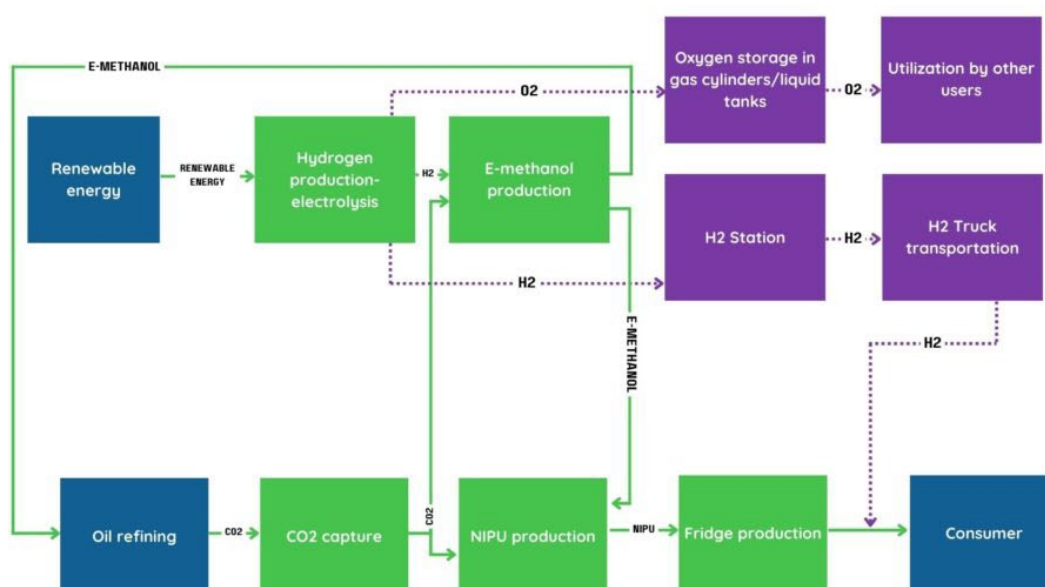 E-METHANOL
Oxygen storage in
gas cylinders/liquid
tanks
O2
Utilization by other
users
O2
Renewable
energy
RENEWABLE
ENERGY
Hydrogen
production-
electrolysis
H2
E-methanol
production
H2 Station
H2
H2 Truck
transportation
H2
E-METHANOL
H2
Oil refining
CO2
CO2 capture
CO2
NIPU production
NIPU
Fridge production
Consumer